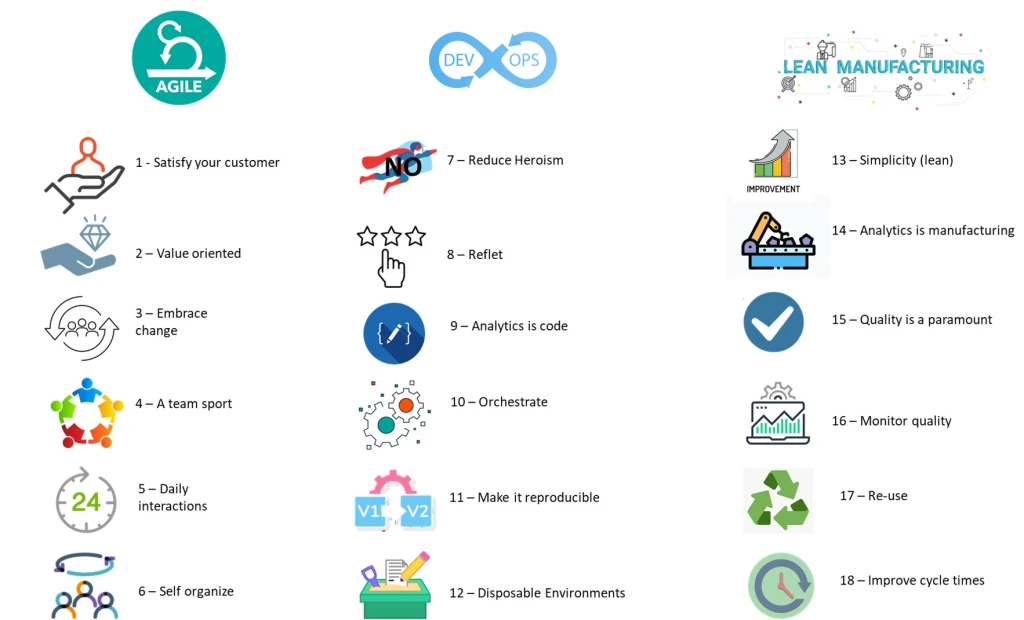 AGILE
DEV OPS
LEAN MANUFACTURING
1 - Satisfy your customer
2 – Value oriented
3 – Embrace
change
4 – A team sport
24
5 – Daily
interactions
6 – Self organize
NO
7 – Reduce Heroism
8 – Reflet
9 – Analytics is code
10 – Orchestrate
V1 V2
11 – Make it reproducible
12 – Disposable Environments
IMPROVEMENT
13 – Simplicity (lean)
14 – Analytics is manufacturing
15 – Quality is a paramount
16 – Monitor quality
17 – Re-use
18 – Improve cycle times